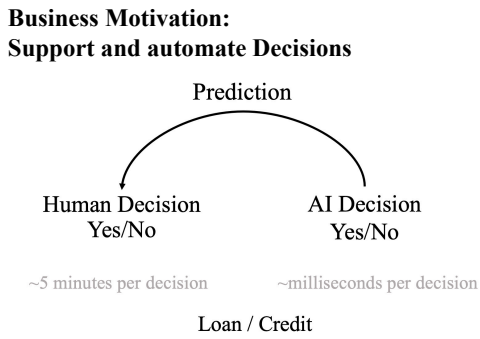 Business Motivation:
Support and automate Decisions
Prediction
Human Decision
Yes/No
AI Decision
Yes/No
~5 minutes per decision
~milliseconds per decision
Loan / Credit